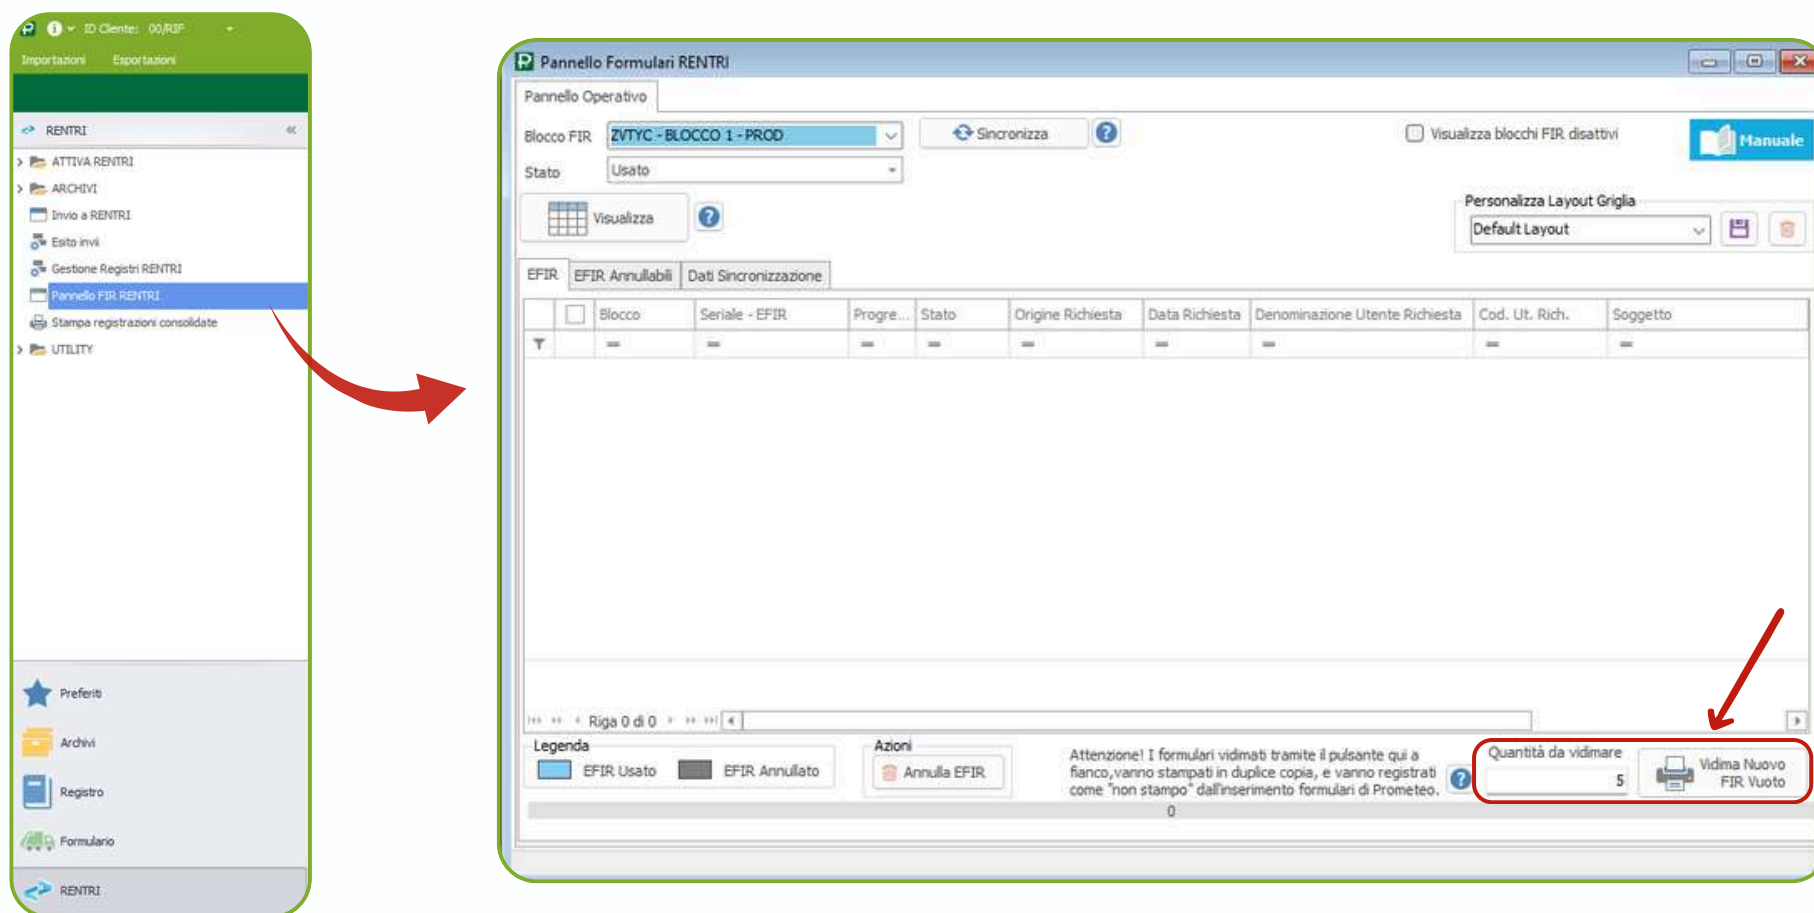 ID Cliente: 00/RIF
Importazioni Esportazioni
RENTRI
ATTIVA RENTRI
ARCHIVI
Invio a RENTRI
Esito invii
Gestione Registri RENTRI
Pannello FIR RENTRI
Stampa registrazioni consolidate
UTILITY
Preferiti
Archivi
Registro
Formulario
RENTRI
Pannello Formulari RENTRI
Pannello Operativo
Blocco FIR ZVTYC - BLOCCO 1 - PROD Sincronizza Visualizza blocchi FIR disattivi Manuale
Stato Usato
Visualizza
Personalizza Layout Griglia
Default Layout
EFIR EFIR Annullabili Dati Sincronizzazione
Blocco Seriale - EFIR Progre... Stato Origine Richiesta Data Richiesta Denominazione Utente Richiesta Cod. Ut. Rich. Soggetto
Riga 0 di 0
Legenda
EFIR Usato EFIR Annullato
Azioni
Annulla EFIR
Attenzione! I formulari vidimati tramite il pulsante qui a
fianco,vanno stampati in duplice copia, e vanno registrati
come "non stampo" dall'inserimento formulari di Prometeo.
Quantità da vidimare
5
Vidima Nuovo
FIR Vuoto
0